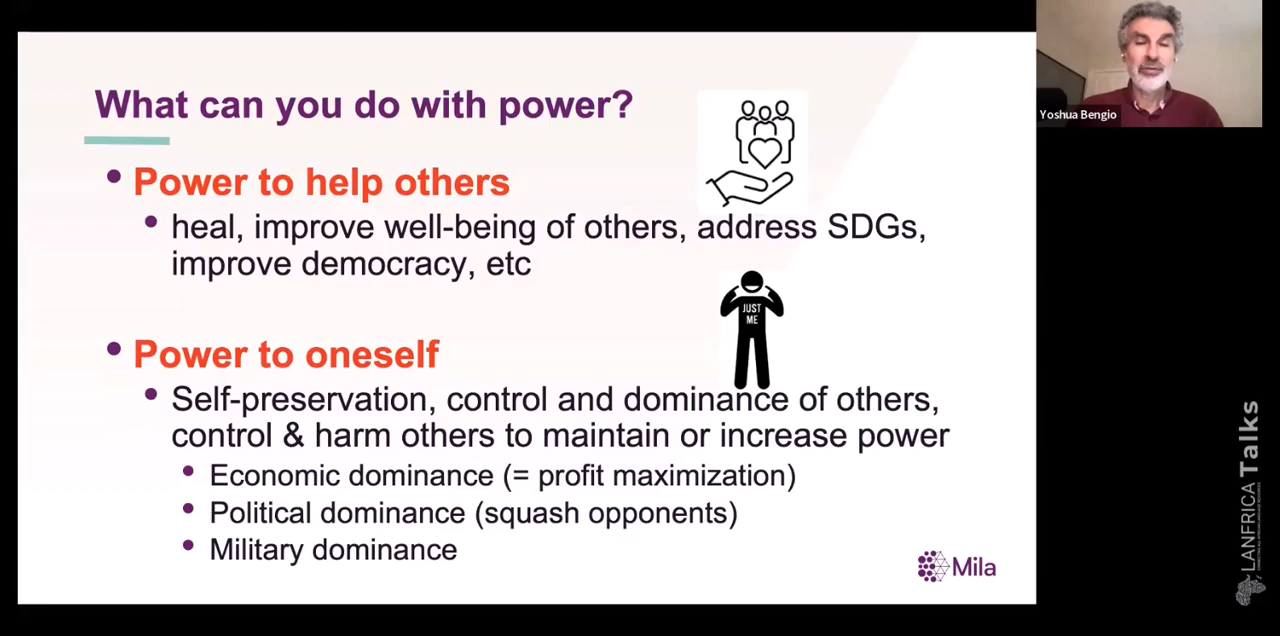 What can you do with power?
Power to help others
heal, improve well-being of others, address SDGs,
improve democracy, etc
JUST
ME
Power to oneself
Self-preservation, control and dominance of others,
control & harm others to maintain or increase power
Economic dominance (= profit maximization)
Political dominance (squash opponents)
Military dominance
Mila
Yoshua Bengio
LANFRICA Talks